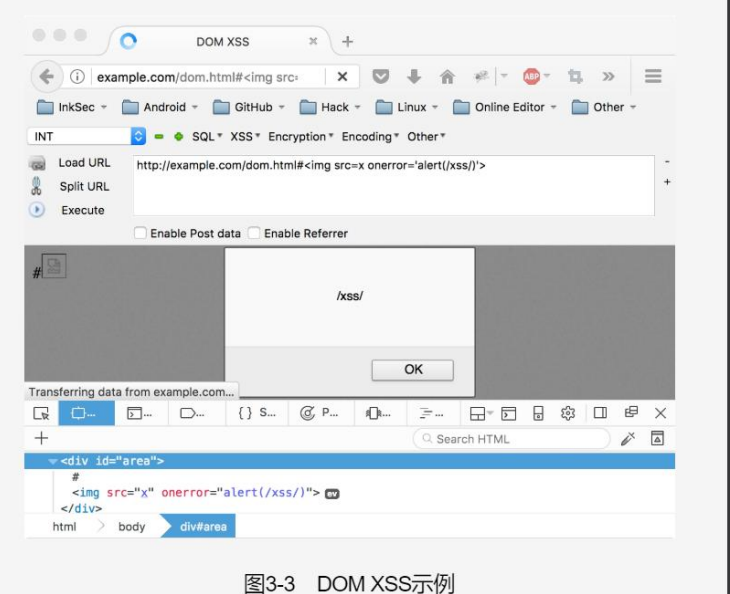 DOM XSS × +
example.com/dom.html#<img src= ABP
InkSec Android GitHub Hack Linux Online Editor Other
INT SQL XSS Encryption Encoding Other
Load URL
http://example.com/dom.html#<img src=x onerror='alert(/xss/)'>
Split URL
Execute
Enable Post data Enable Referrer
#
/xss/
OK
Transferring data from example.com...
{ } S... P...
Search HTML
<div id="area">
#
<img src="x" onerror="alert(/xss/)"> ev
</div>
html body div#area
图3-3 DOM XSS示例